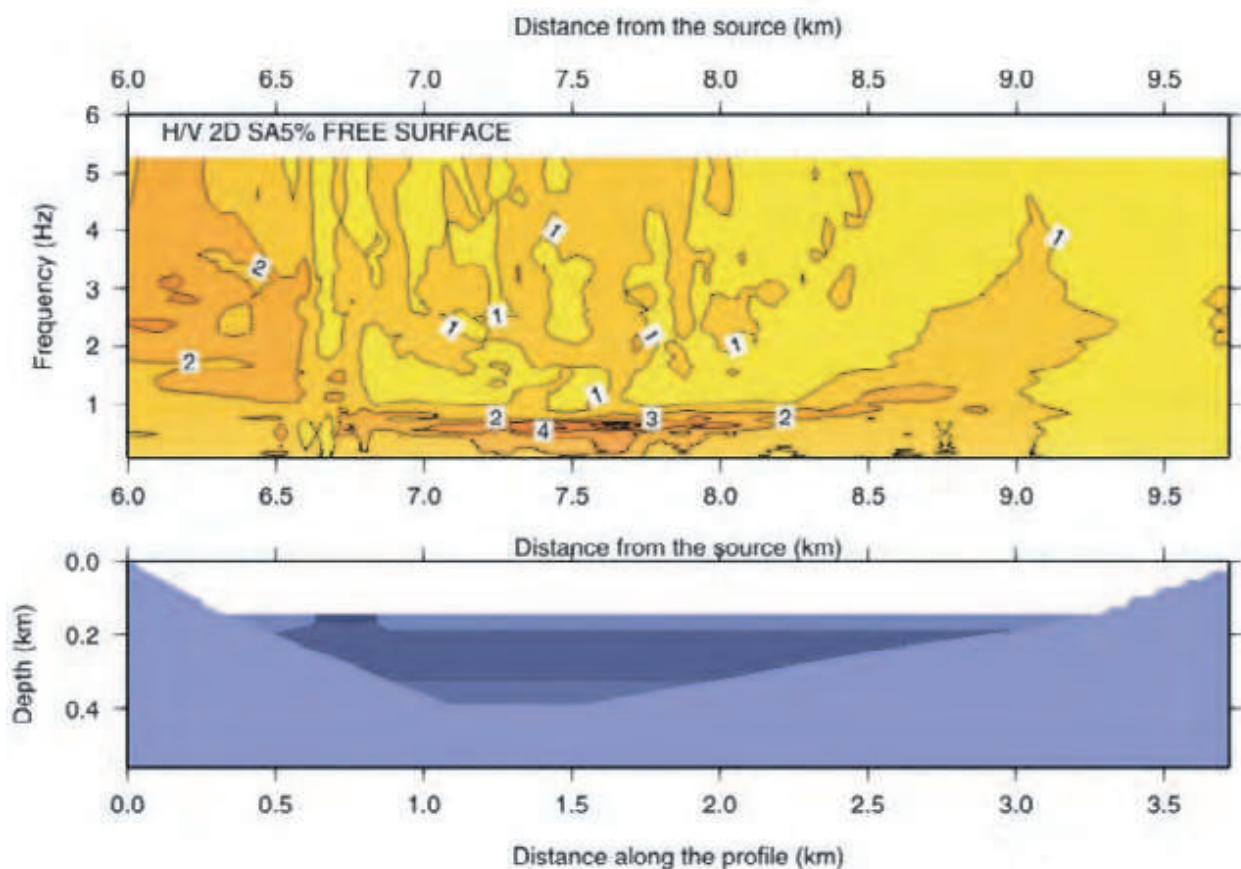 Distance from the source (km)
6.0 6.5 7.0 7.5 8.0 8.5 9.0 9.5
6
H/V 2D SA5% FREE SURFACE
5
4
3
2
1
Frequency (Hz)
1
1
2
1
1
1
1
2
2
3
2
4
6.0 6.5 7.0 7.5 8.0 8.5 9.0 9.5
Distance from the source (km)
0.0
0.2
0.4
Depth (km)
0.0 0.5 1.0 1.5 2.0 2.5 3.0 3.5
Distance along the profile (km)